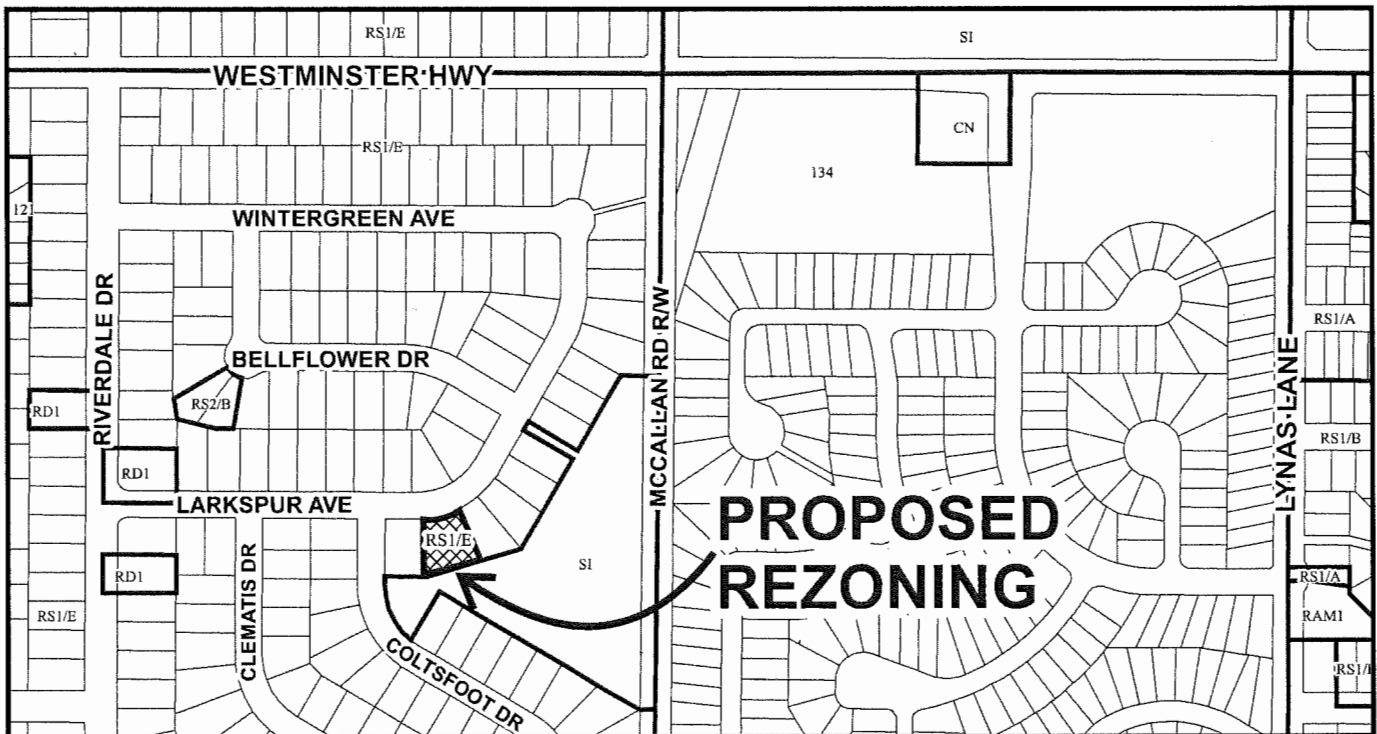 RS1/E
SI
WESTMINSTER HWY
CN
RS1/E
134
121
WINTERGREEN AVE
RIVERDALE DR
MCCALLAN RD R/W
LYNAS LANE
RS1/A
BELLFLOWER DR
RS2/B
RD1
RS1/B
RD1
LARKSPUR AVE
PROPOSED
REZONING
RS1/E
SI
CLEMATIS DR
RD1
RS1/E
RS1/A
RAM1
COLTSFOOT DR